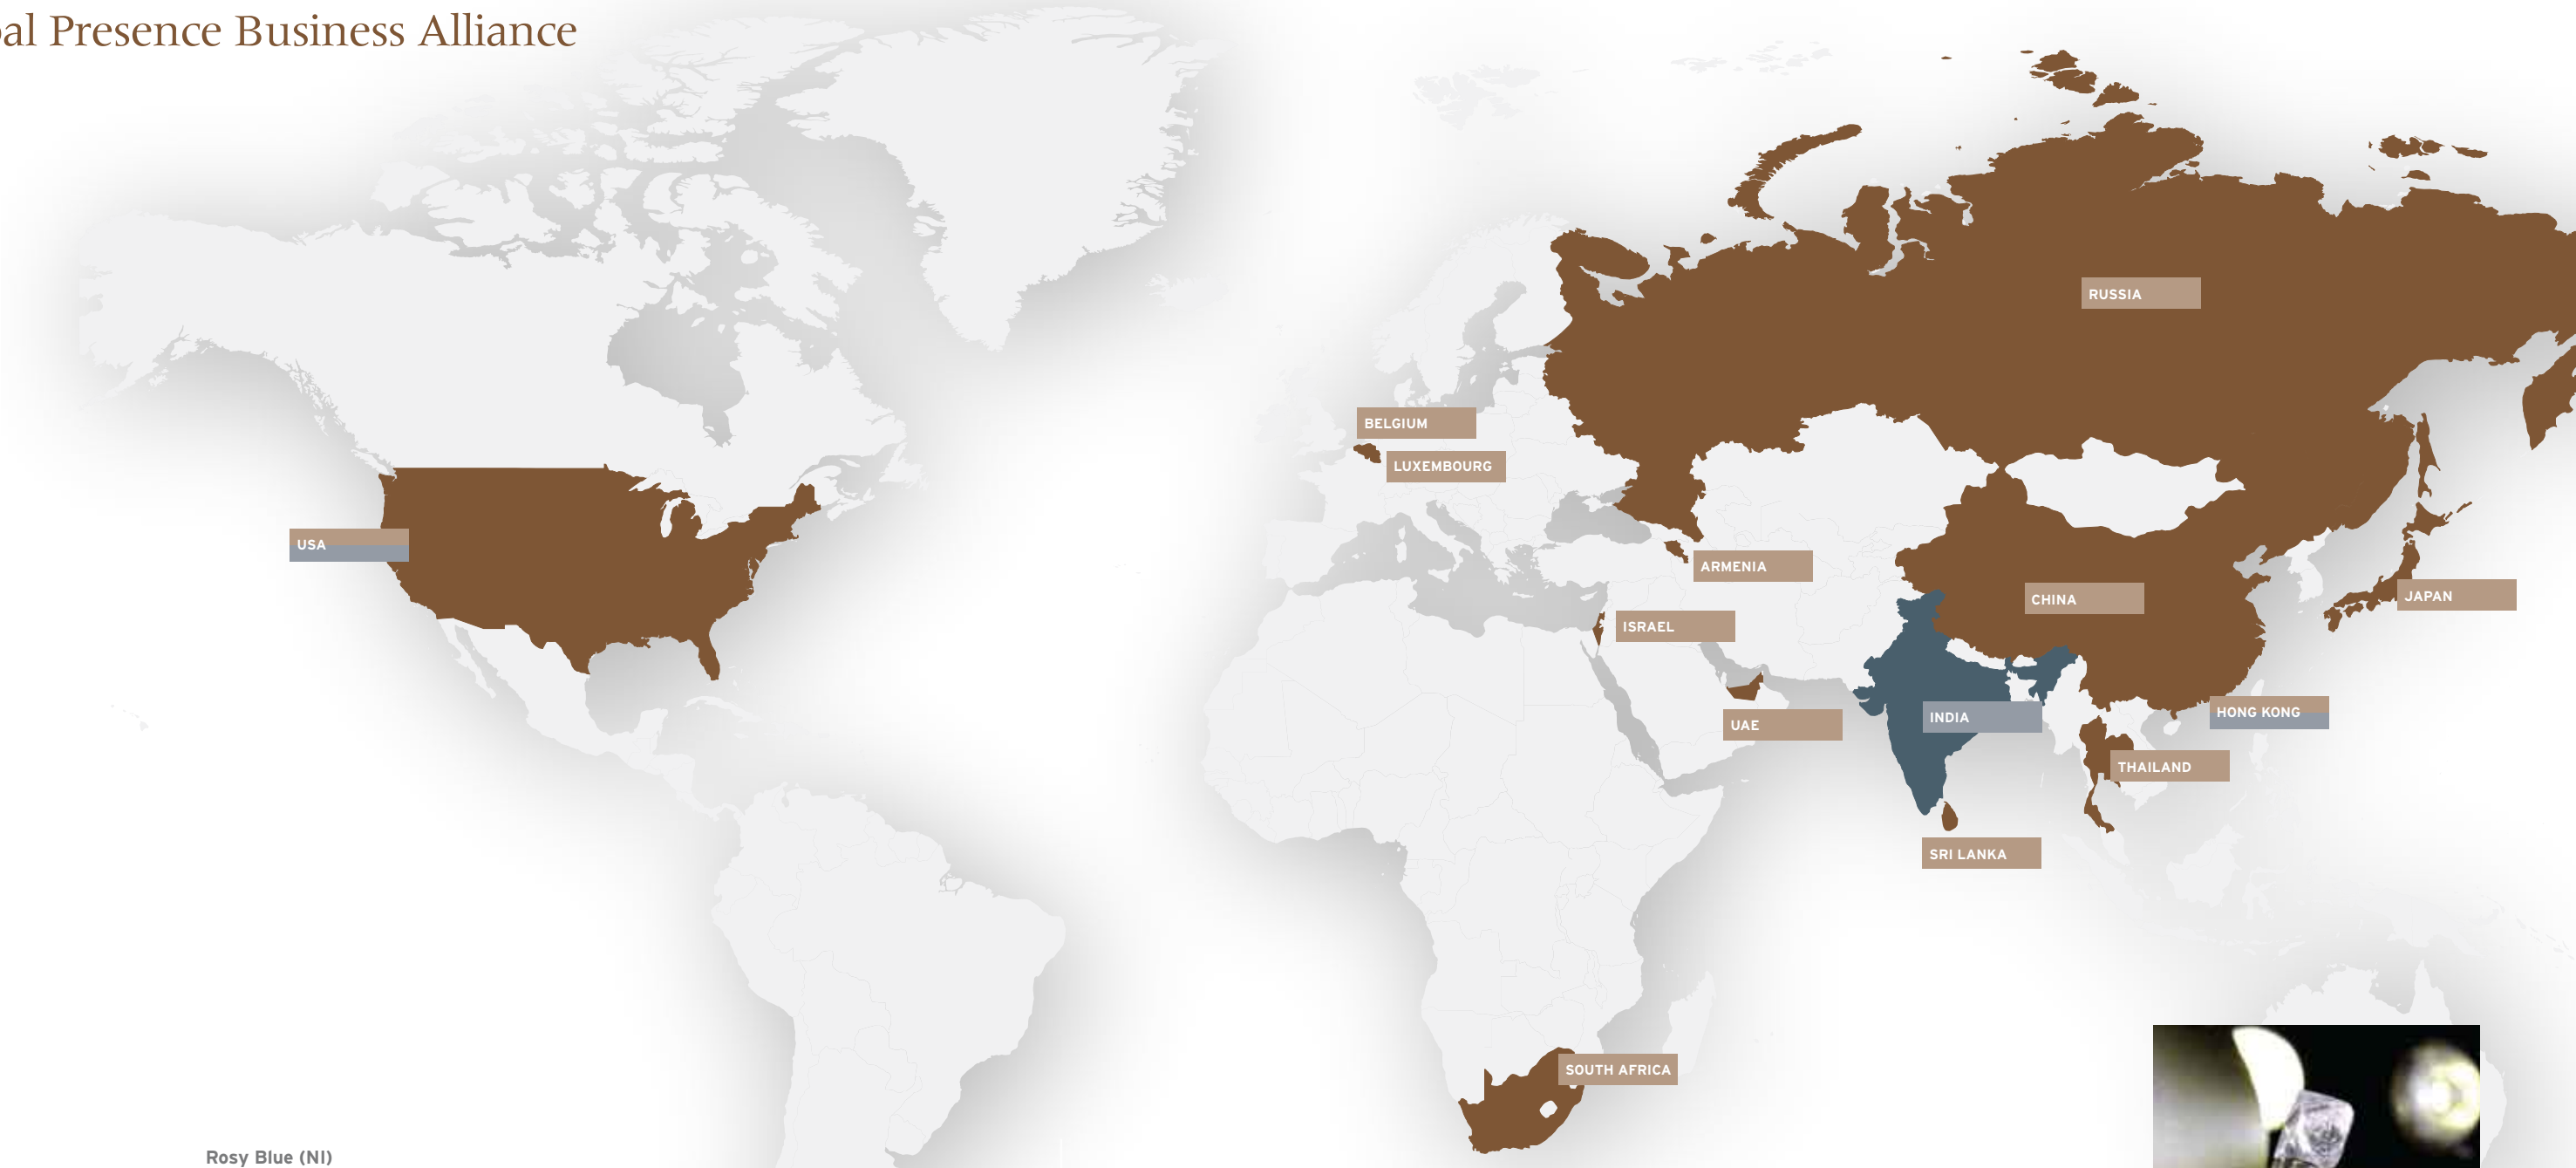 al Presence Business Alliance
RUSSIA
BELGIUM
LUXEMBOURG
USA
ARMENIA
CHINA
JAPAN
ISRAEL
UAE
INDIA
HONG KONG
THAILAND
SRI LANKA
SOUTH AFRICA
Rosy Blue (NI)